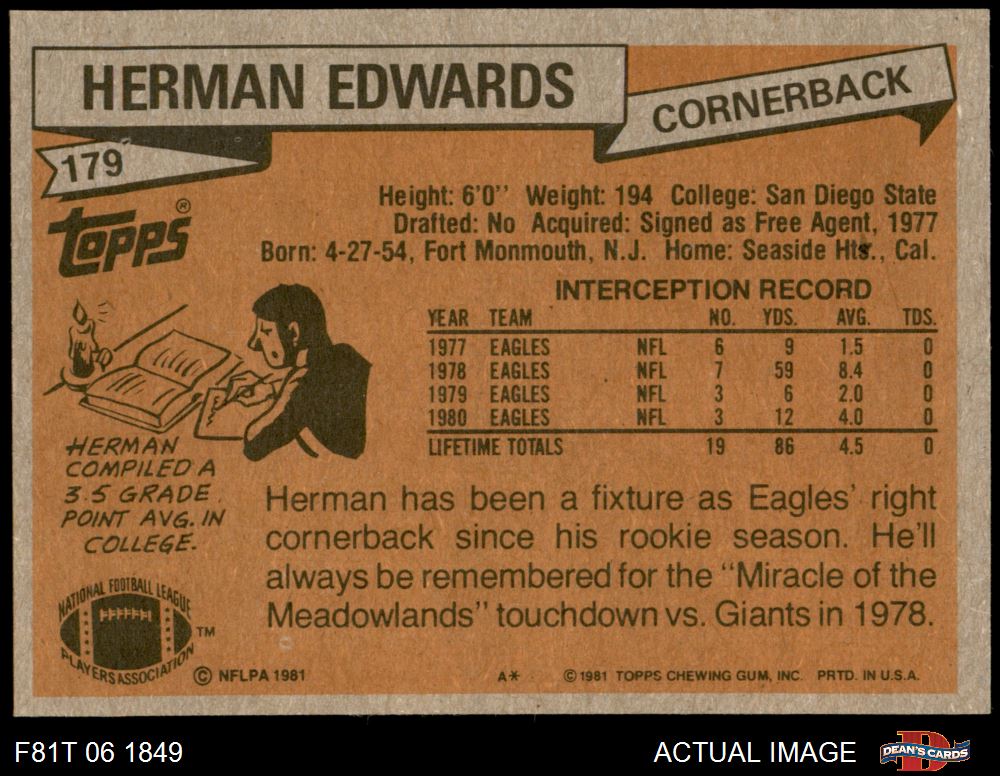 HERMAN EDWARDS
CORNERBACK
179
Topps®
Height: 6'0'' Weight: 194 College: San Diego State
Drafted: No Acquired: Signed as Free Agent, 1977
Born: 4-27-54, Fort Monmouth, N.J. Home: Seaside Hts., Cal.
INTERCEPTION RECORD
YEAR TEAM NO. YDS. AVG. TDS.
1977 EAGLES NFL 6 9 1.5 0
1978 EAGLES NFL 7 59 8.4 0
1979 EAGLES NFL 3 6 2.0 0
1980 EAGLES NFL 3 12 4.0 0
LIFETIME TOTALS 19 86 4.5 0
HERMAN
COMPILED A
3.5 GRADE
POINT AVG. IN
COLLEGE.
Herman has been a fixture as Eagles' right
cornerback since his rookie season. He'll
always be remembered for the "Miracle of the
Meadowlands" touchdown vs. Giants in 1978.
NATIONAL FOOTBALL LEAGUE
PLAYERS ASSOCIATION
TM
© NFLPA 1981
A*
© 1981 TOPPS CHEWING GUM, INC. PRTD. IN U.S.A.
F81T 06 1849
ACTUAL IMAGE
DEAN'S CARDS